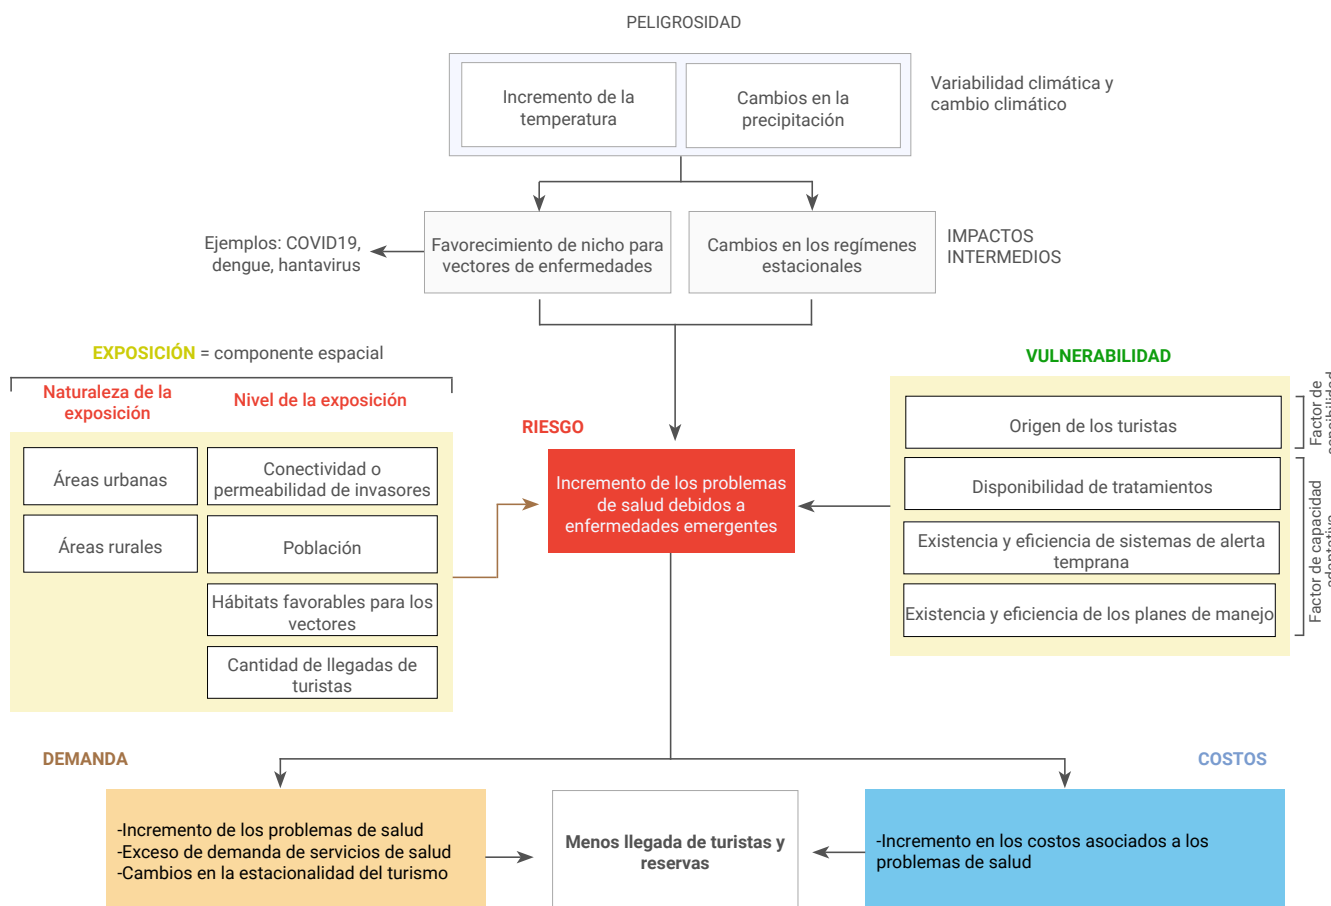 PELIGROSIDAD
Incremento de la
temperatura
Cambios en la
precipitación
Variabilidad climática y
cambio climático
Ejemplos: COVID19,
dengue, hantavirus
Favorecimiento de nicho para
vectores de enfermedades
Cambios en los regímenes
estacionales
IMPACTOS
INTERMEDIOS
EXPOSICIÓN = componente espacial
Naturaleza de la
exposición
Nivel de la exposición
Áreas urbanas
Áreas rurales
Conectividad o
permeabilidad de invasores
Población
Hábitats favorables para los
vectores
Cantidad de llegadas de
turistas
RIESGO
Incremento de los problemas
de salud debidos a
enfermedades emergentes
VULNERABILIDAD
Origen de los turistas
Disponibilidad de tratamientos
Existencia y eficiencia de sistemas de alerta
temprana
Existencia y eficiencia de los planes de manejo
Factor de
Factor de capacidad
DEMANDA
-Incremento de los problemas de salud
-Exceso de demanda de servicios de salud
-Cambios en la estacionalidad del turismo
Menos llegada de turistas y
reservas
COSTOS
-Incremento en los costos asociados a los
problemas de salud